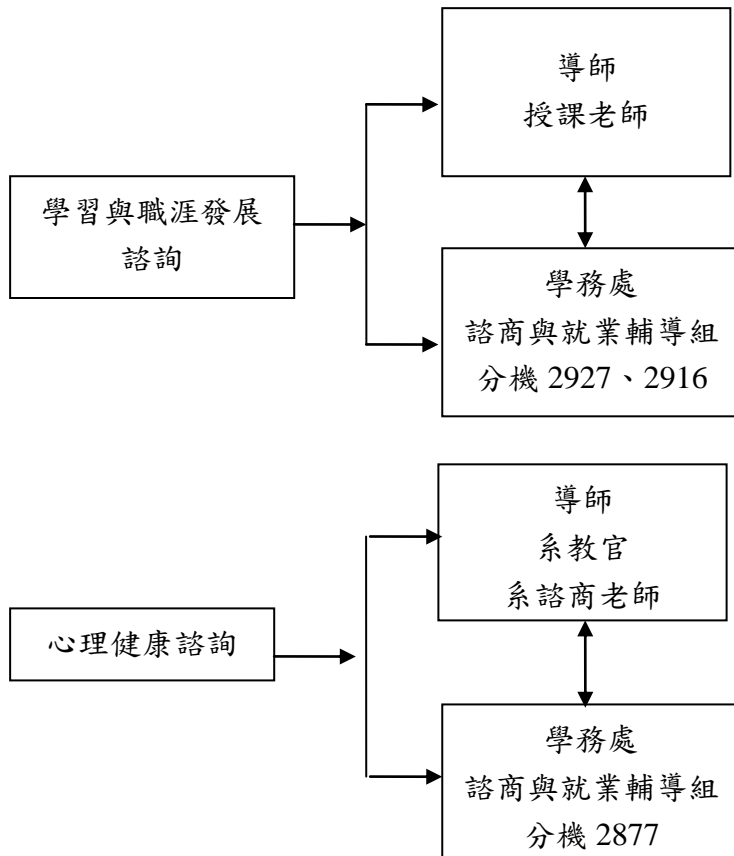 導師
授課老師
學習與職涯發展
諮詢
學務處
諮商與就業輔導組
分機 2927、2916
導師
系教官
系諮商老師
心理健康諮詢
學務處
諮商與就業輔導組
分機 2877